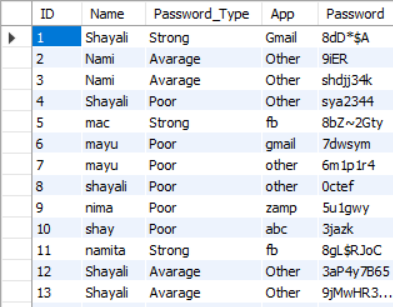 ID Name Password_Type App Password
1 Shayali Strong Gmail 8dD*$A
2 Nami Avarage Other 9iER
3 Nami Avarage Other shdjj34k
4 Shayali Poor Other sya2344
5 mac Strong fb 8bZ~2Gty
6 mayu Poor gmail 7dwsym
7 mayu Poor other 6m1p1r4
8 shayali Poor other 0ctef
9 nima Poor zamp 5u1gwy
10 shay Poor abc 3jazk
11 namita Strong fb 8gL$RJoC
12 Shayali Avarage Other 3aP4y7B65
13 Shayali Avarage Other 9jMwHR3...